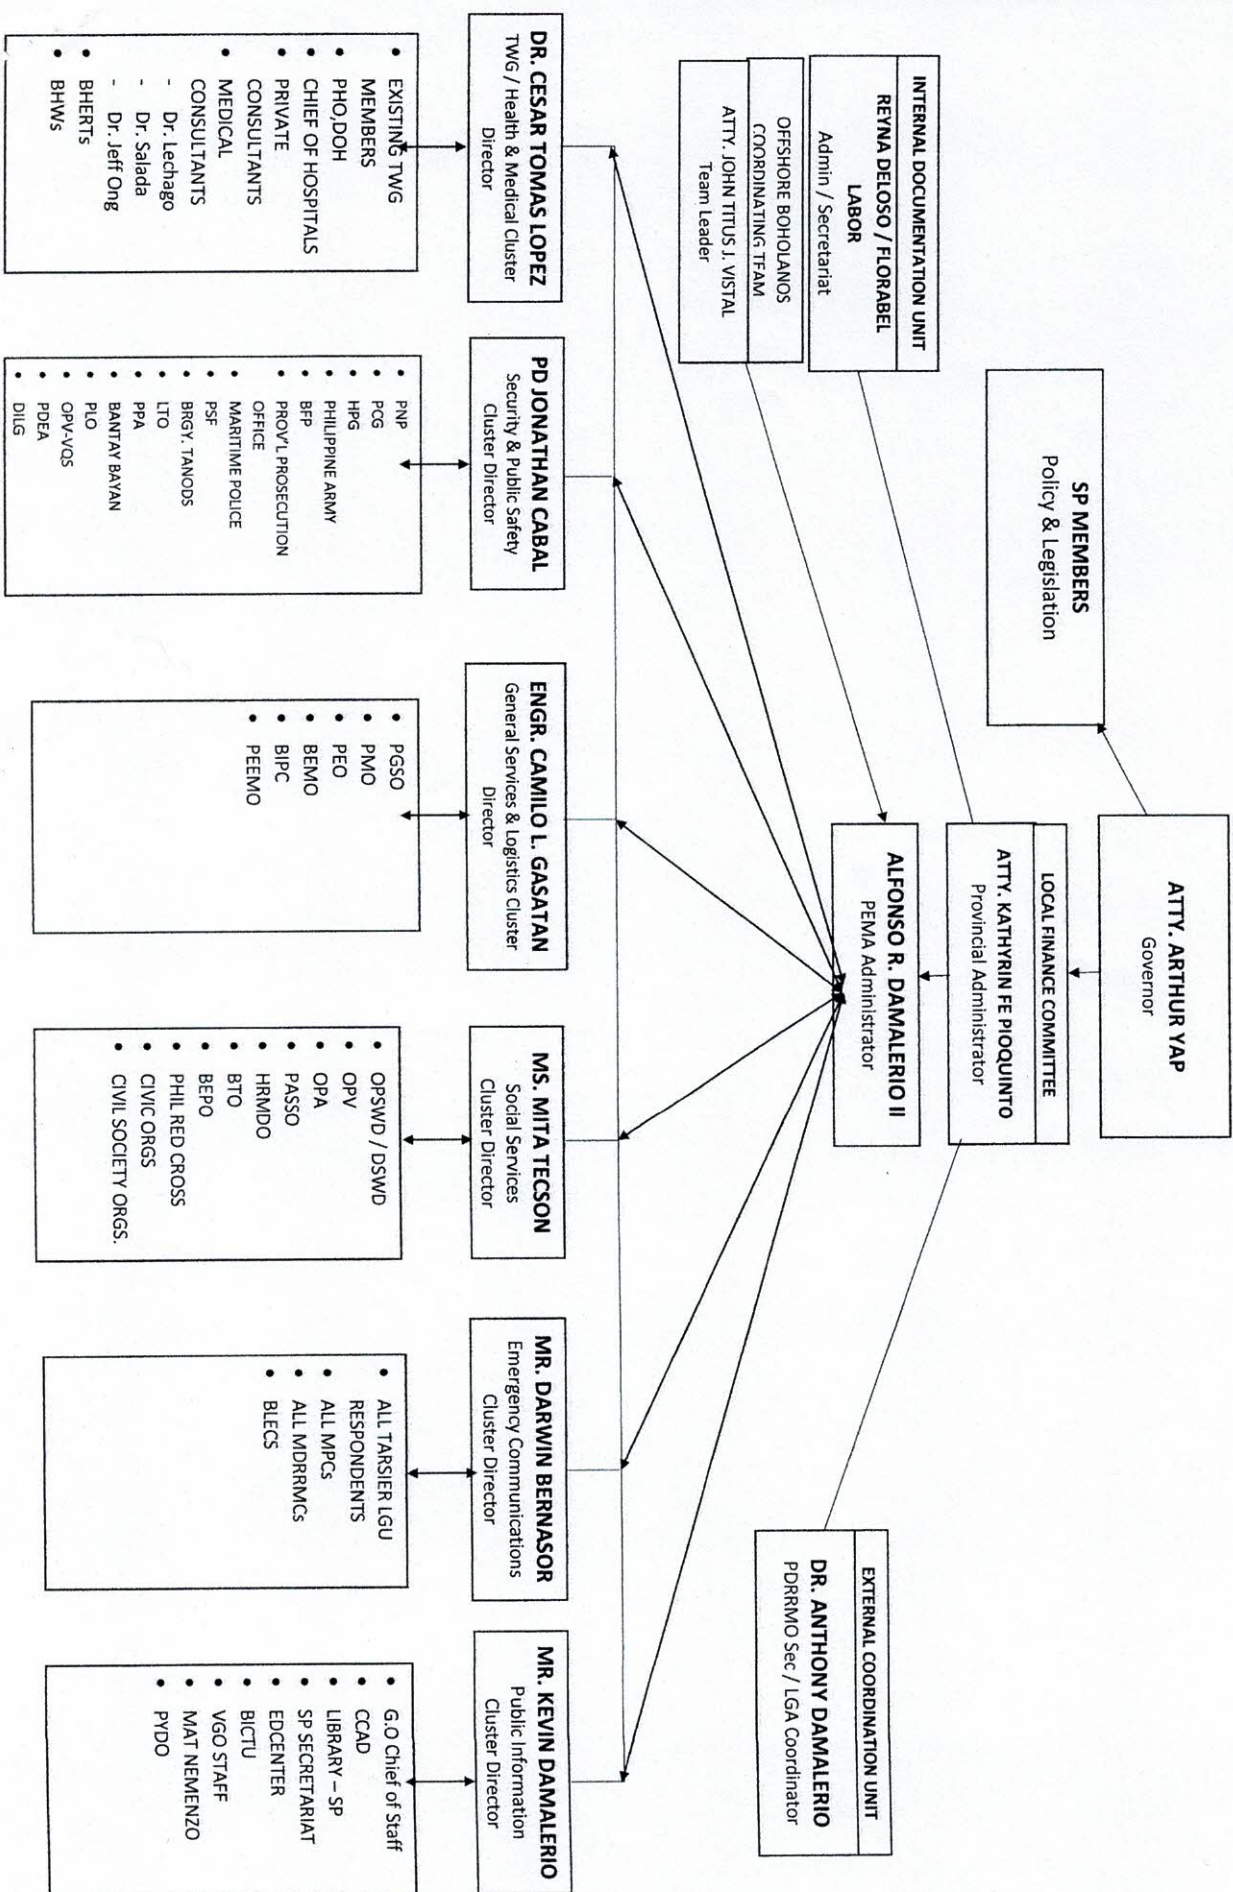 ATTY. ARTHUR YAP
Governor
SP MEMBERS
Policy & Legislation
LOCAL FINANCE COMMITTEE
ATTY. KATHYRIN FE PIOQUINTO
Provincial Administrator
INTERNAL DOCUMENTATION UNIT
REYNA DELOSO / FLORABEL
LABOR
Admin / Secretariat
OFFSHORE BOHOLANOS
COORDINATING TEAM
ATTY. JOHN TITUS J. VISTAL
Team Leader
ALFONSO R. DAMALERIO II
PEMA Administrator
EXTERNAL COORDINATION UNIT
DR. ANTHONY DAMALERIO
PDRRMO Sec / LGA Coordinator
DR. CESAR TOMAS LOPEZ
TWG / Health & Medical Cluster
Director
• EXISTING TWG
MEMBERS
• PHO,DOH
• CHIEF OF HOSPITALS
• PRIVATE
CONSULTANTS
• MEDICAL
CONSULTANTS
- Dr. Lechago
- Dr. Salada
- Dr. Jeff Ong
• BHERTs
• BHWs
PD JONATHAN CABAL
Security & Public Safety
Cluster Director
• PNP
• PCG
• HPG
• PHILIPPINE ARMY
• BFP
• PROV'L PROSECUTION
OFFICE
• MARITIME POLICE
• PSF
• BRGY. TANODS
• LTO
• PPA
• BANTAY BAYAN
• PLO
• OPV-VQS
• PDEA
• DILG
ENGR. CAMILO L. GASATAN
General Services & Logistics Cluster
Director
• PGSO
• PMO
• PEO
• BEMO
• BIPC
• PEEMO
MS. MITA TECSON
Social Services
Cluster Director
• OPSWD / DSWD
• OPV
• OPA
• PASSO
• HRMDO
• BTO
• BEPO
• PHIL RED CROSS
• CIVIC ORGS
• CIVIL SOCIETY ORGS.
MR. DARWIN BERNASOR
Emergency Communications
Cluster Director
• ALL TARSIER LGU
RESPONDENTS
• ALL MPCs
• ALL MDRRMCs
• BLECS
MR. KEVIN DAMALERIO
Public Information
Cluster Director
• G.O Chief of Staff
• CCAD
• LIBRARY – SP
• SP SECRETARIAT
• EDCENTER
• BICTU
• VGO STAFF
• MAT NEMENZO
• PYDO